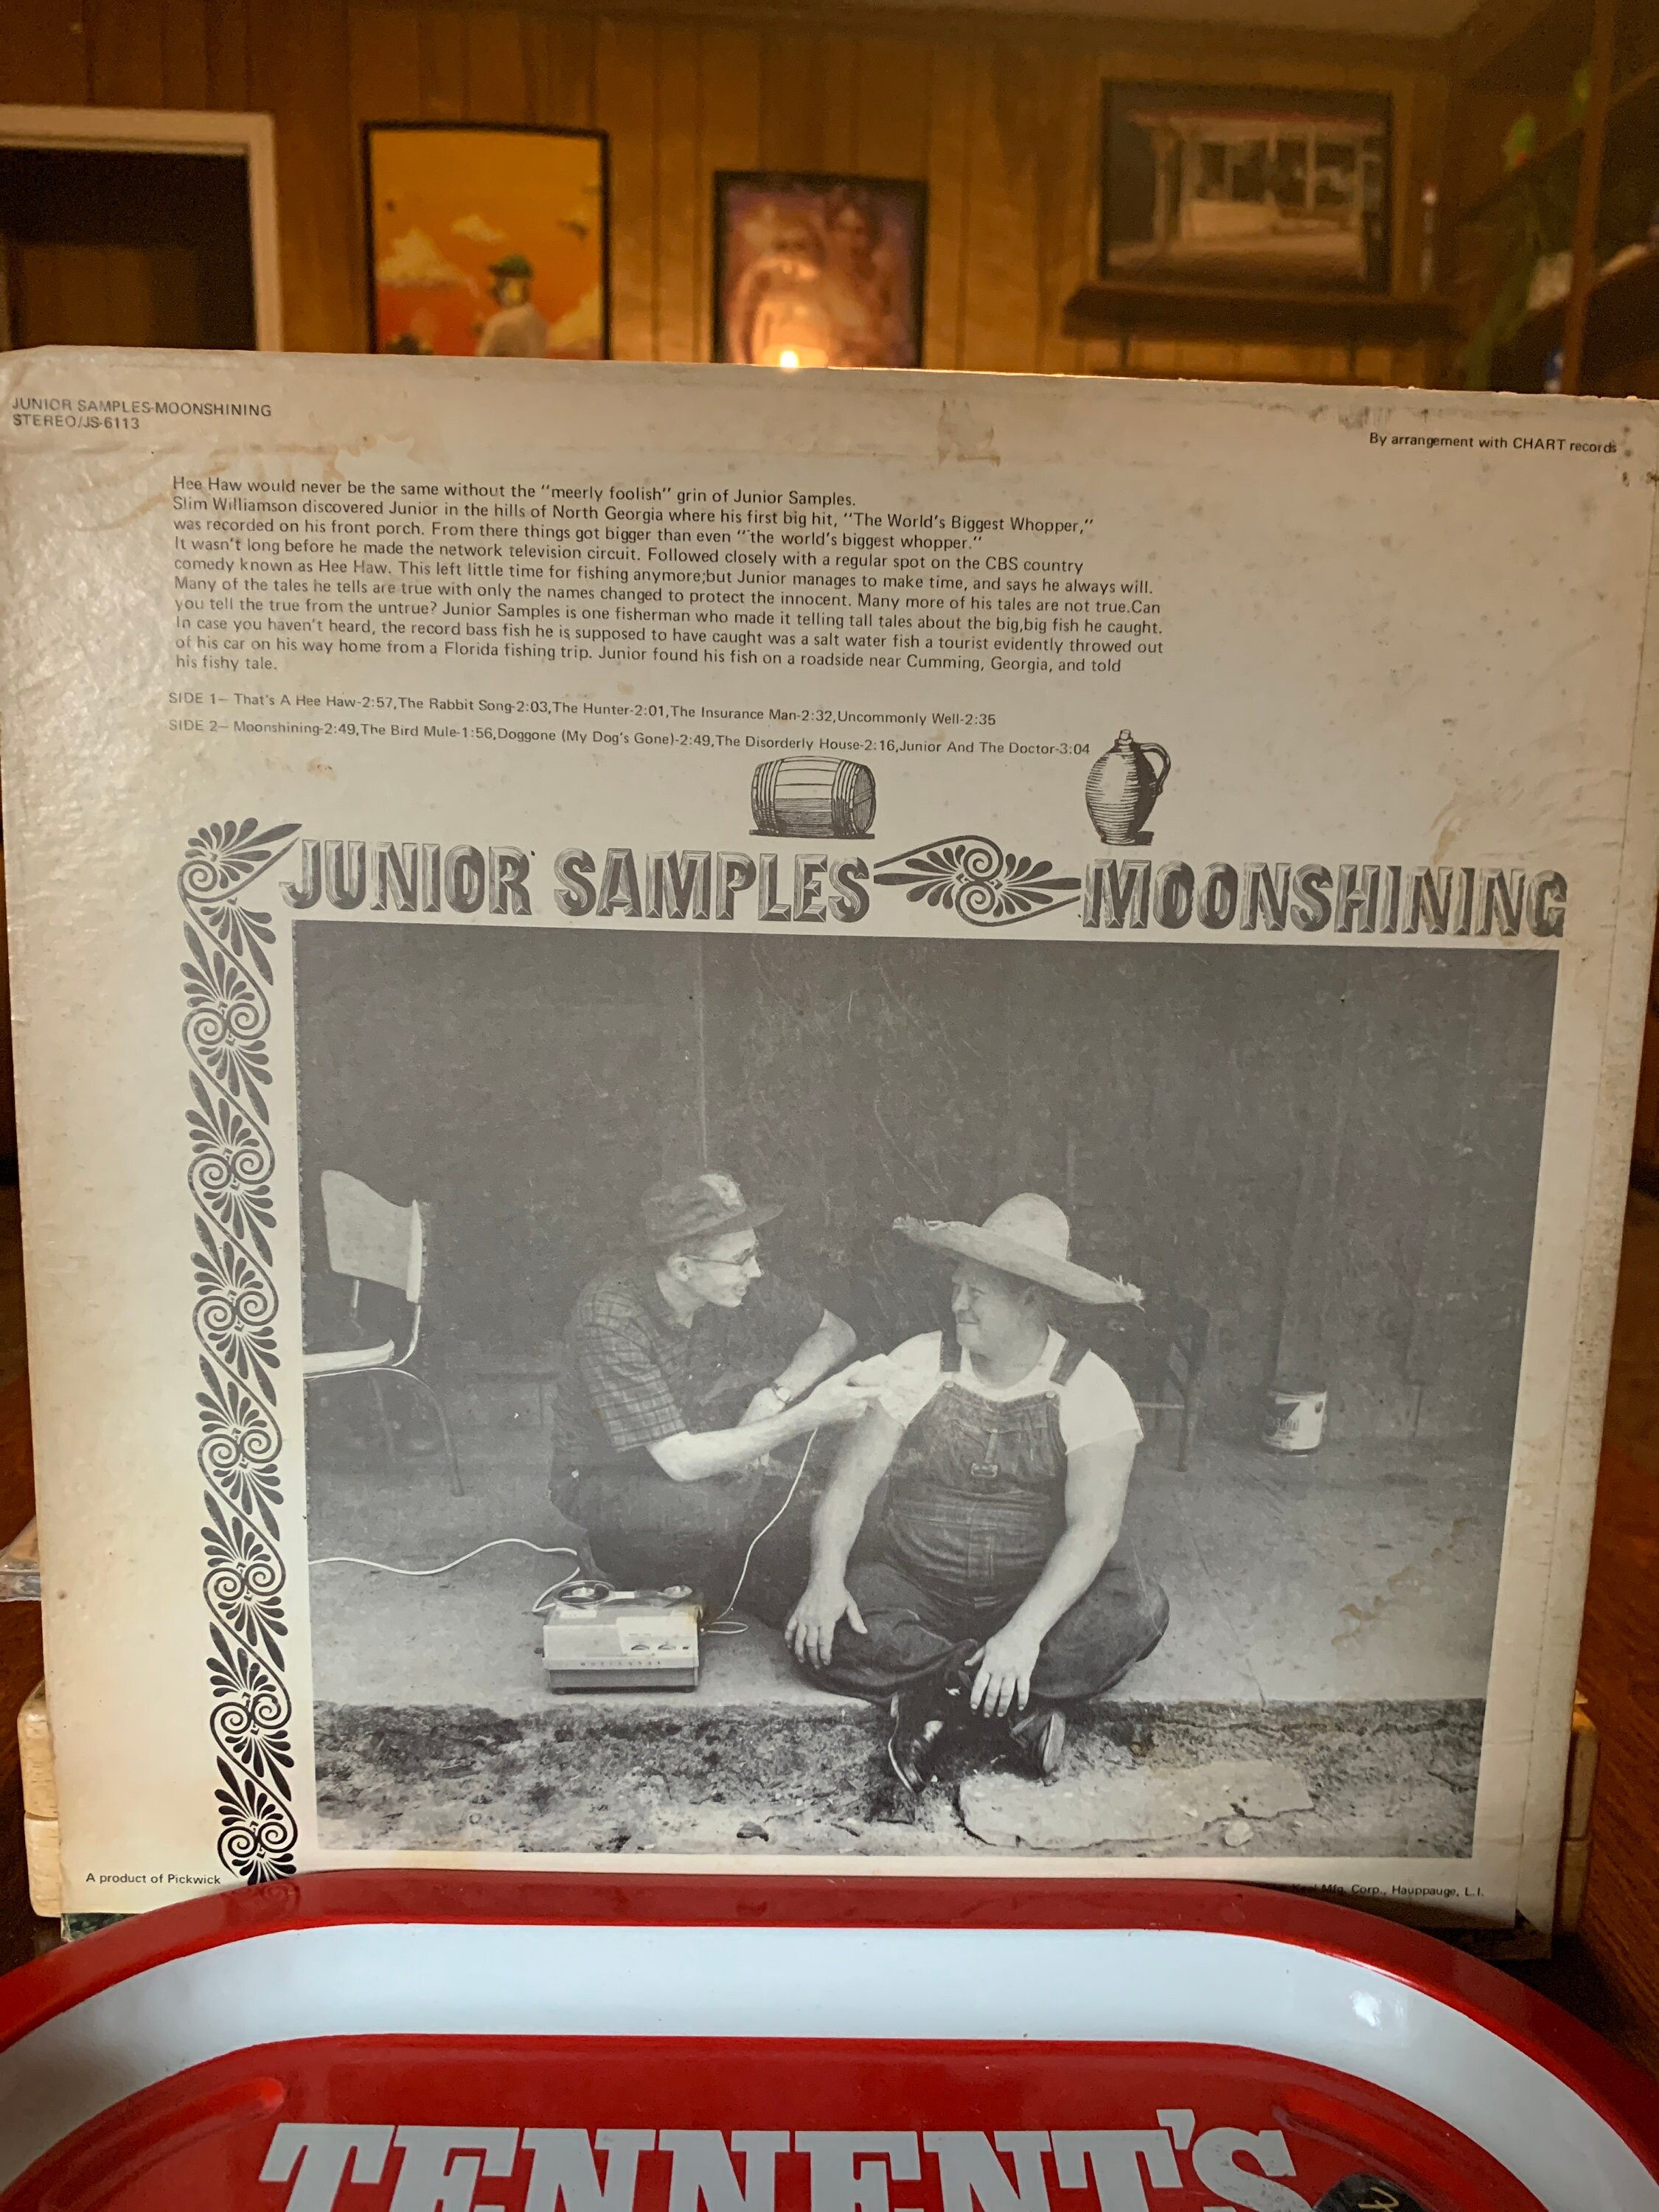 JUNIOR SAMPLES-MOONSHINING
STEREO/JS-6113
By arrangement with CHART records
Hee Haw would never be the same without the "meerly foolish" grin of Junior Samples.
Slim Williamson discovered Junior in the hills of North Georgia where his first big hit, "The World's Biggest Whopper,"
was recorded on his front porch. From there things got bigger than even "the world's biggest whopper."
It wasn't long before he made the network television circuit. Followed closely with a regular spot on the CBS country
comedy known as Hee Haw. This left little time for fishing anymore;but Junior manages to make time, and says he always will.
Many of the tales he tells are true with only the names changed to protect the innocent. Many more of his tales are not true.Can
you tell the true from the untrue? Junior Samples is one fisherman who made it telling tall tales about the big,big fish he caught.
In case you haven't heard, the record bass fish he is supposed to have caught was a salt water fish a tourist evidently threw out
of his car on his way home from a Florida fishing trip. Junior found his fish on a roadside near Cumming, Georgia, and told
his fishy tale.
SIDE 1— That's A Hee Haw-2:57,The Rabbit Song-2:03,The Hunter-2:01,The Insurance Man-2:32,Uncommonly Well-2:35
SIDE 2— Moonshining-2:49,The Bird Mule-1:56,Doggone (My Dog's Gone)-2:49,The Disorderly House-2:16,Junior And The Doctor-3:04
JUNIOR SAMPLES MOONSHINING
A product of Pickwick
Mfg. Corp., Hauppauge, L.I.
TENNENT'S